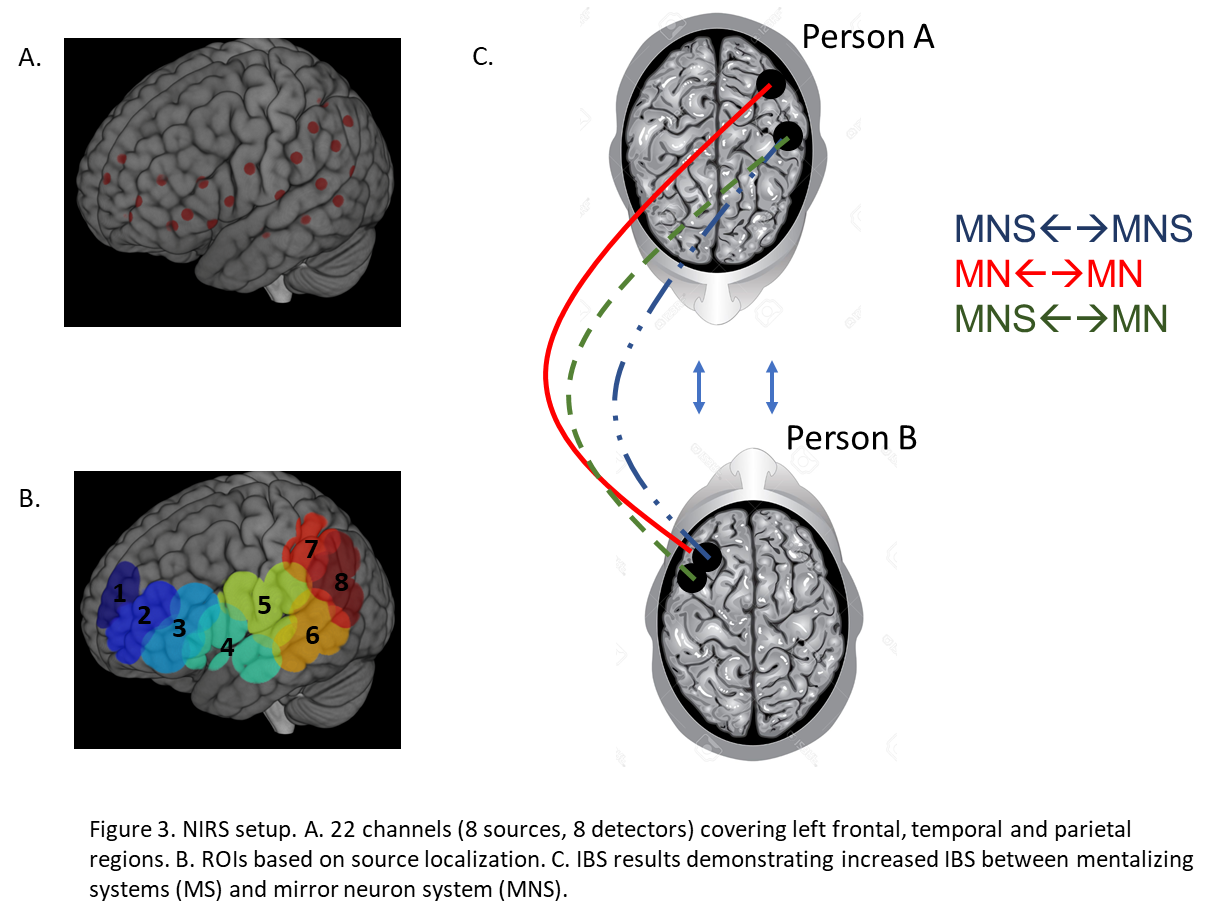 A.
C.
Person A
MNS←→MNS
MN←→MN
MNS←→MN
Person B
B.
1
2
3
4
5
6
7
8
Figure 3. NIRS setup. A. 22 channels (8 sources, 8 detectors) covering left frontal, temporal and parietal
regions. B. ROIs based on source localization. C. IBS results demonstrating increased IBS between mentalizing
systems (MS) and mirror neuron system (MNS).